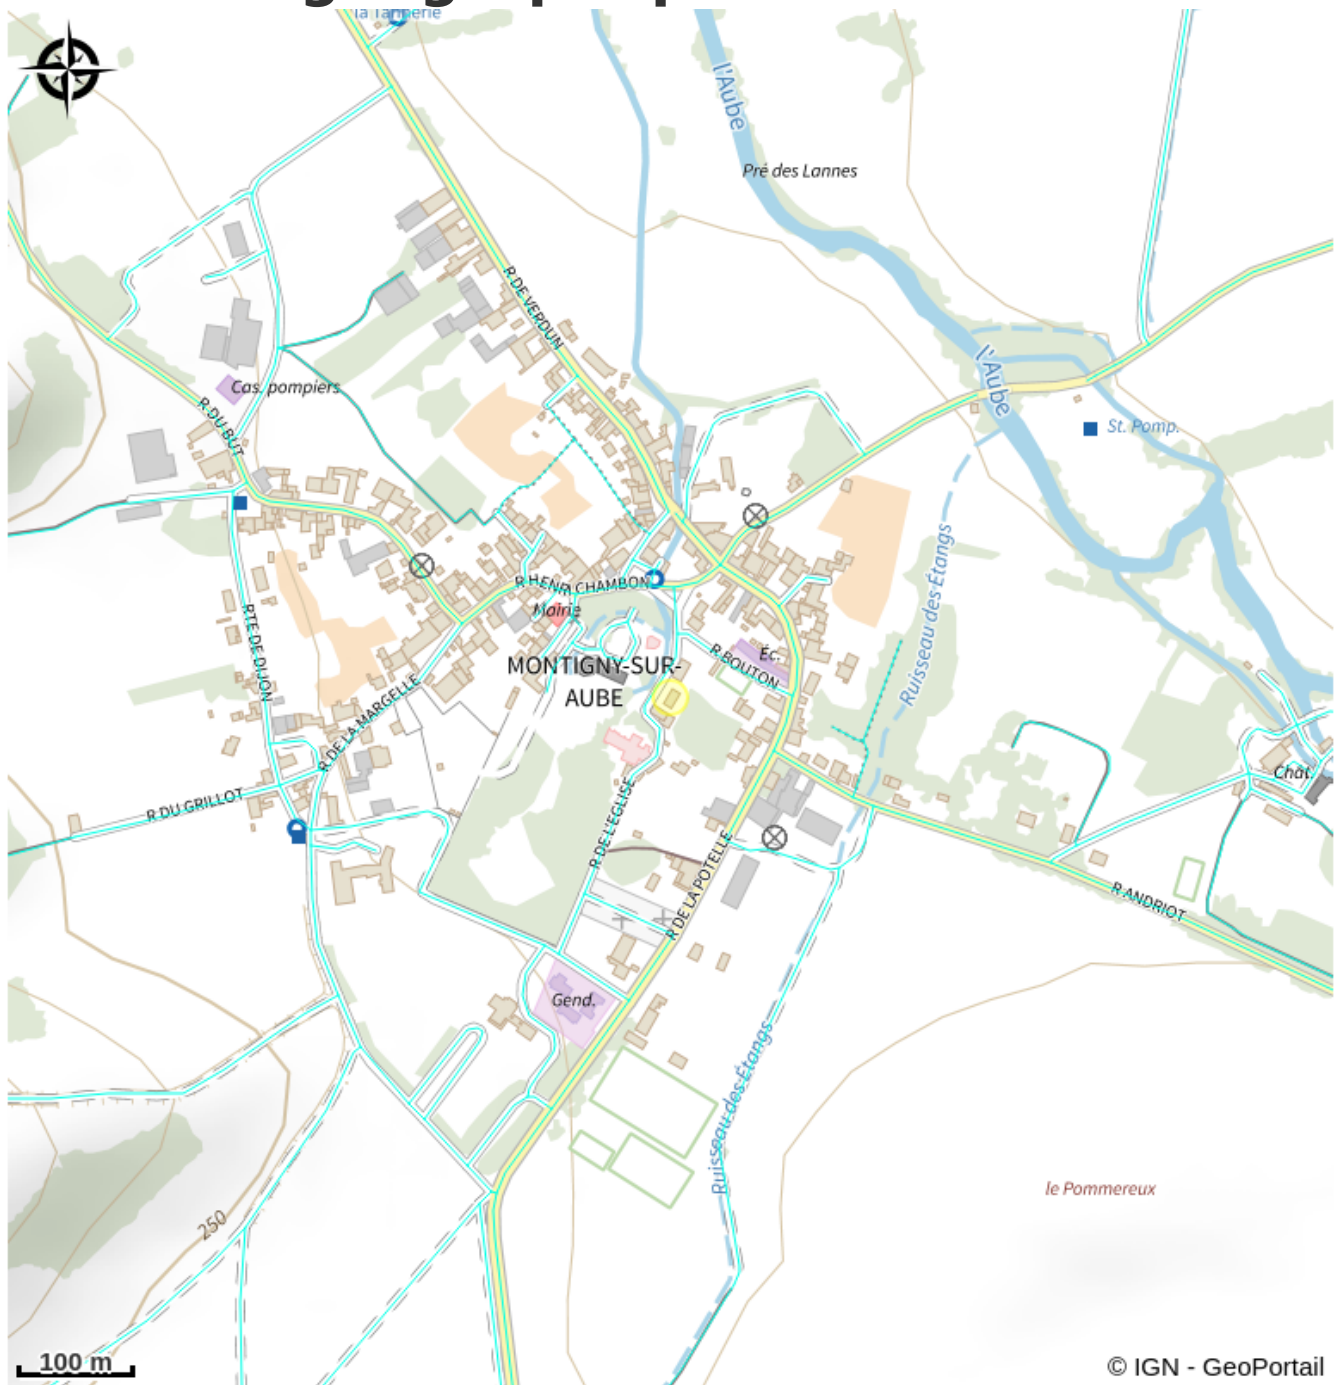 la Tannerie
l'Aube
Pré des Lannes
R DE VERDUN
l'Aube
Cas. pompiers
R DU BUT
St. Pomp.
Ruisseau des Étangs
R HENRI CHAMBON
Mairie
RTE DE DIJON
R BOUTON
Éc.
MONTIGNY-SUR-
AUBE
R DE LA MARGELLE
Chât.
R DU GRILLOT
R DE L'EGLISE
R DE LA POTELLE
R ANDRIOT
Gend.
Ruisseau des Étangs
le Pommereux
250
100 m
© IGN - GeoPortail